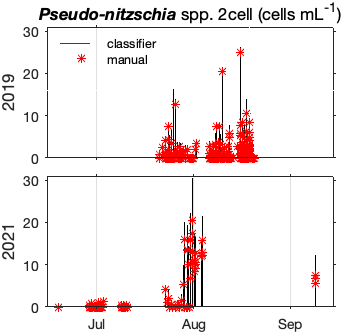 Pseudo-nitzschia spp. 2cell (cells mL-1)
30
classifier
manual
20
2019
10
0
30
20
2021
10
0
Jul Aug Sep